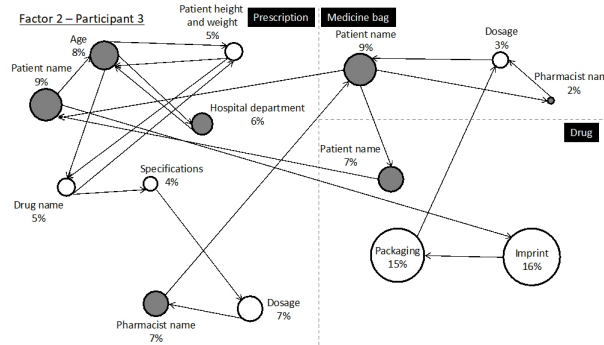 Factor 2 – Participant 3
Patient height
and weight
5%
Prescription
Medicine bag
Age
8%
Patient name
9%
Patient name
9%
Dosage
3%
Pharmacist nam
2%
Hospital department
6%
Drug
Patient name
7%
Specifications
4%
Drug name
5%
Packaging
15%
Imprint
16%
Dosage
7%
Pharmacist name
7%